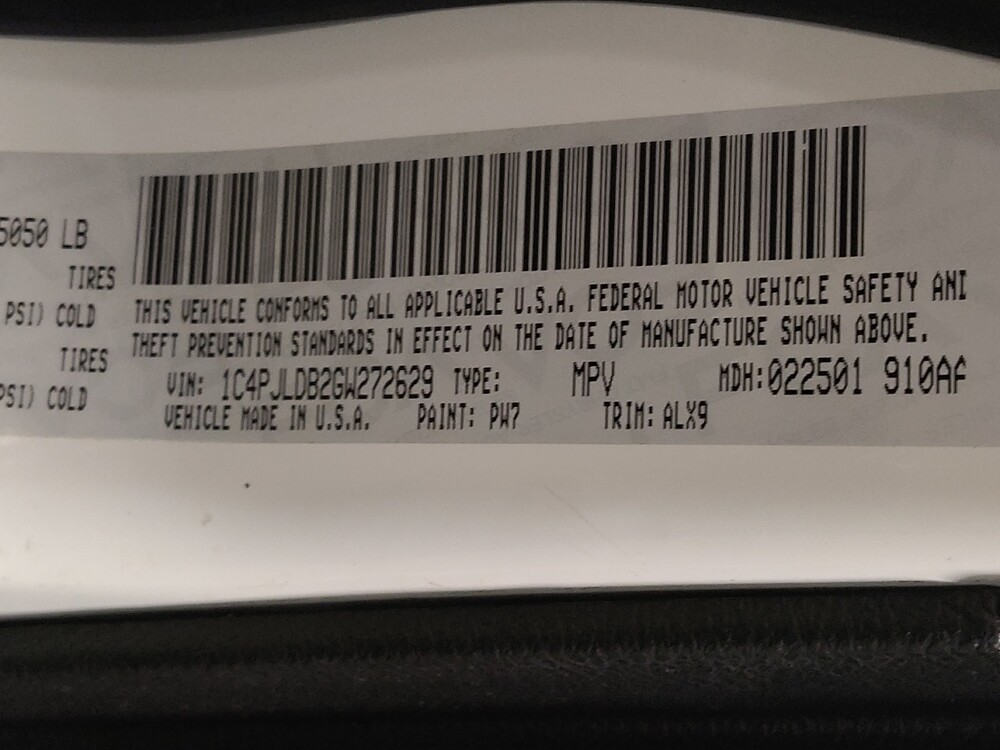 5050 LB
TIRES
PSI) COLD
TIRES
PSI) COLD
THIS VEHICLE CONFORMS TO ALL APPLICABLE U.S.A. FEDERAL MOTOR VEHICLE SAFETY AND
THEFT PREVENTION STANDARDS IN EFFECT ON THE DATE OF MANUFACTURE SHOWN ABOVE.
VIN: 1C4PJLDB2GW272629 TYPE: MPV MDH:022501 910AA
VEHICLE MADE IN U.S.A. PAINT: PW7 TRIM: ALX9